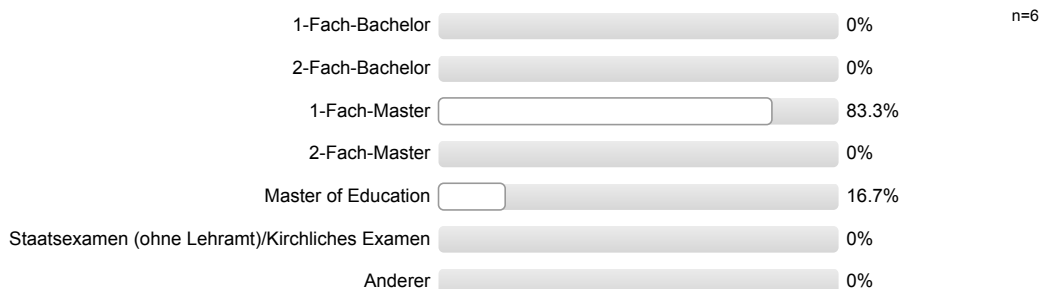 1-Fach-Bachelor 0% n=6
2-Fach-Bachelor 0%
1-Fach-Master 83.3%
2-Fach-Master 0%
Master of Education 16.7%
Staatsexamen (ohne Lehramt)/Kirchliches Examen 0%
Anderer 0%